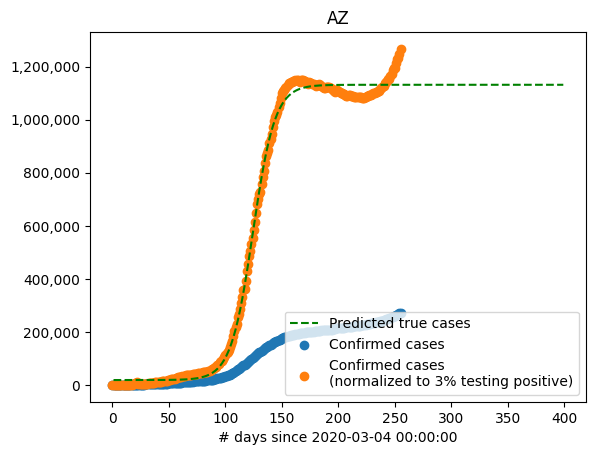 AZ
1,200,000
1,000,000
800,000
600,000
400,000
200,000
0
Predicted true cases
Confirmed cases
Confirmed cases
(normalized to 3% testing positive)
0 50 100 150 200 250 300 350 400
# days since 2020-03-04 00:00:00